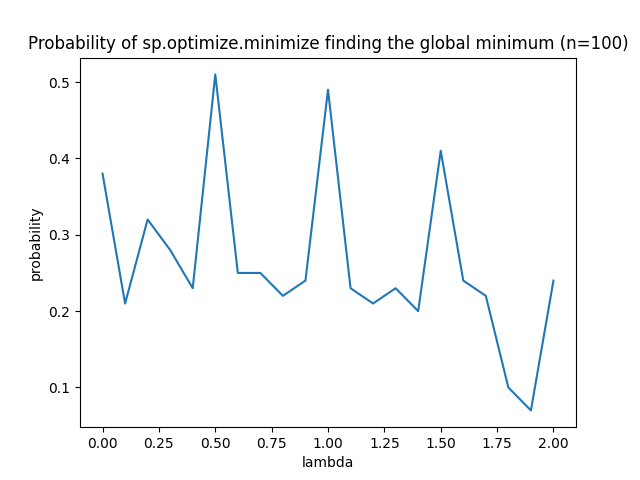 Probability of sp.optimize.minimize finding the global minimum (n=100)
0.5
0.4
0.3
0.2
0.1
probability
0.00 0.25 0.50 0.75 1.00 1.25 1.50 1.75 2.00
lambda